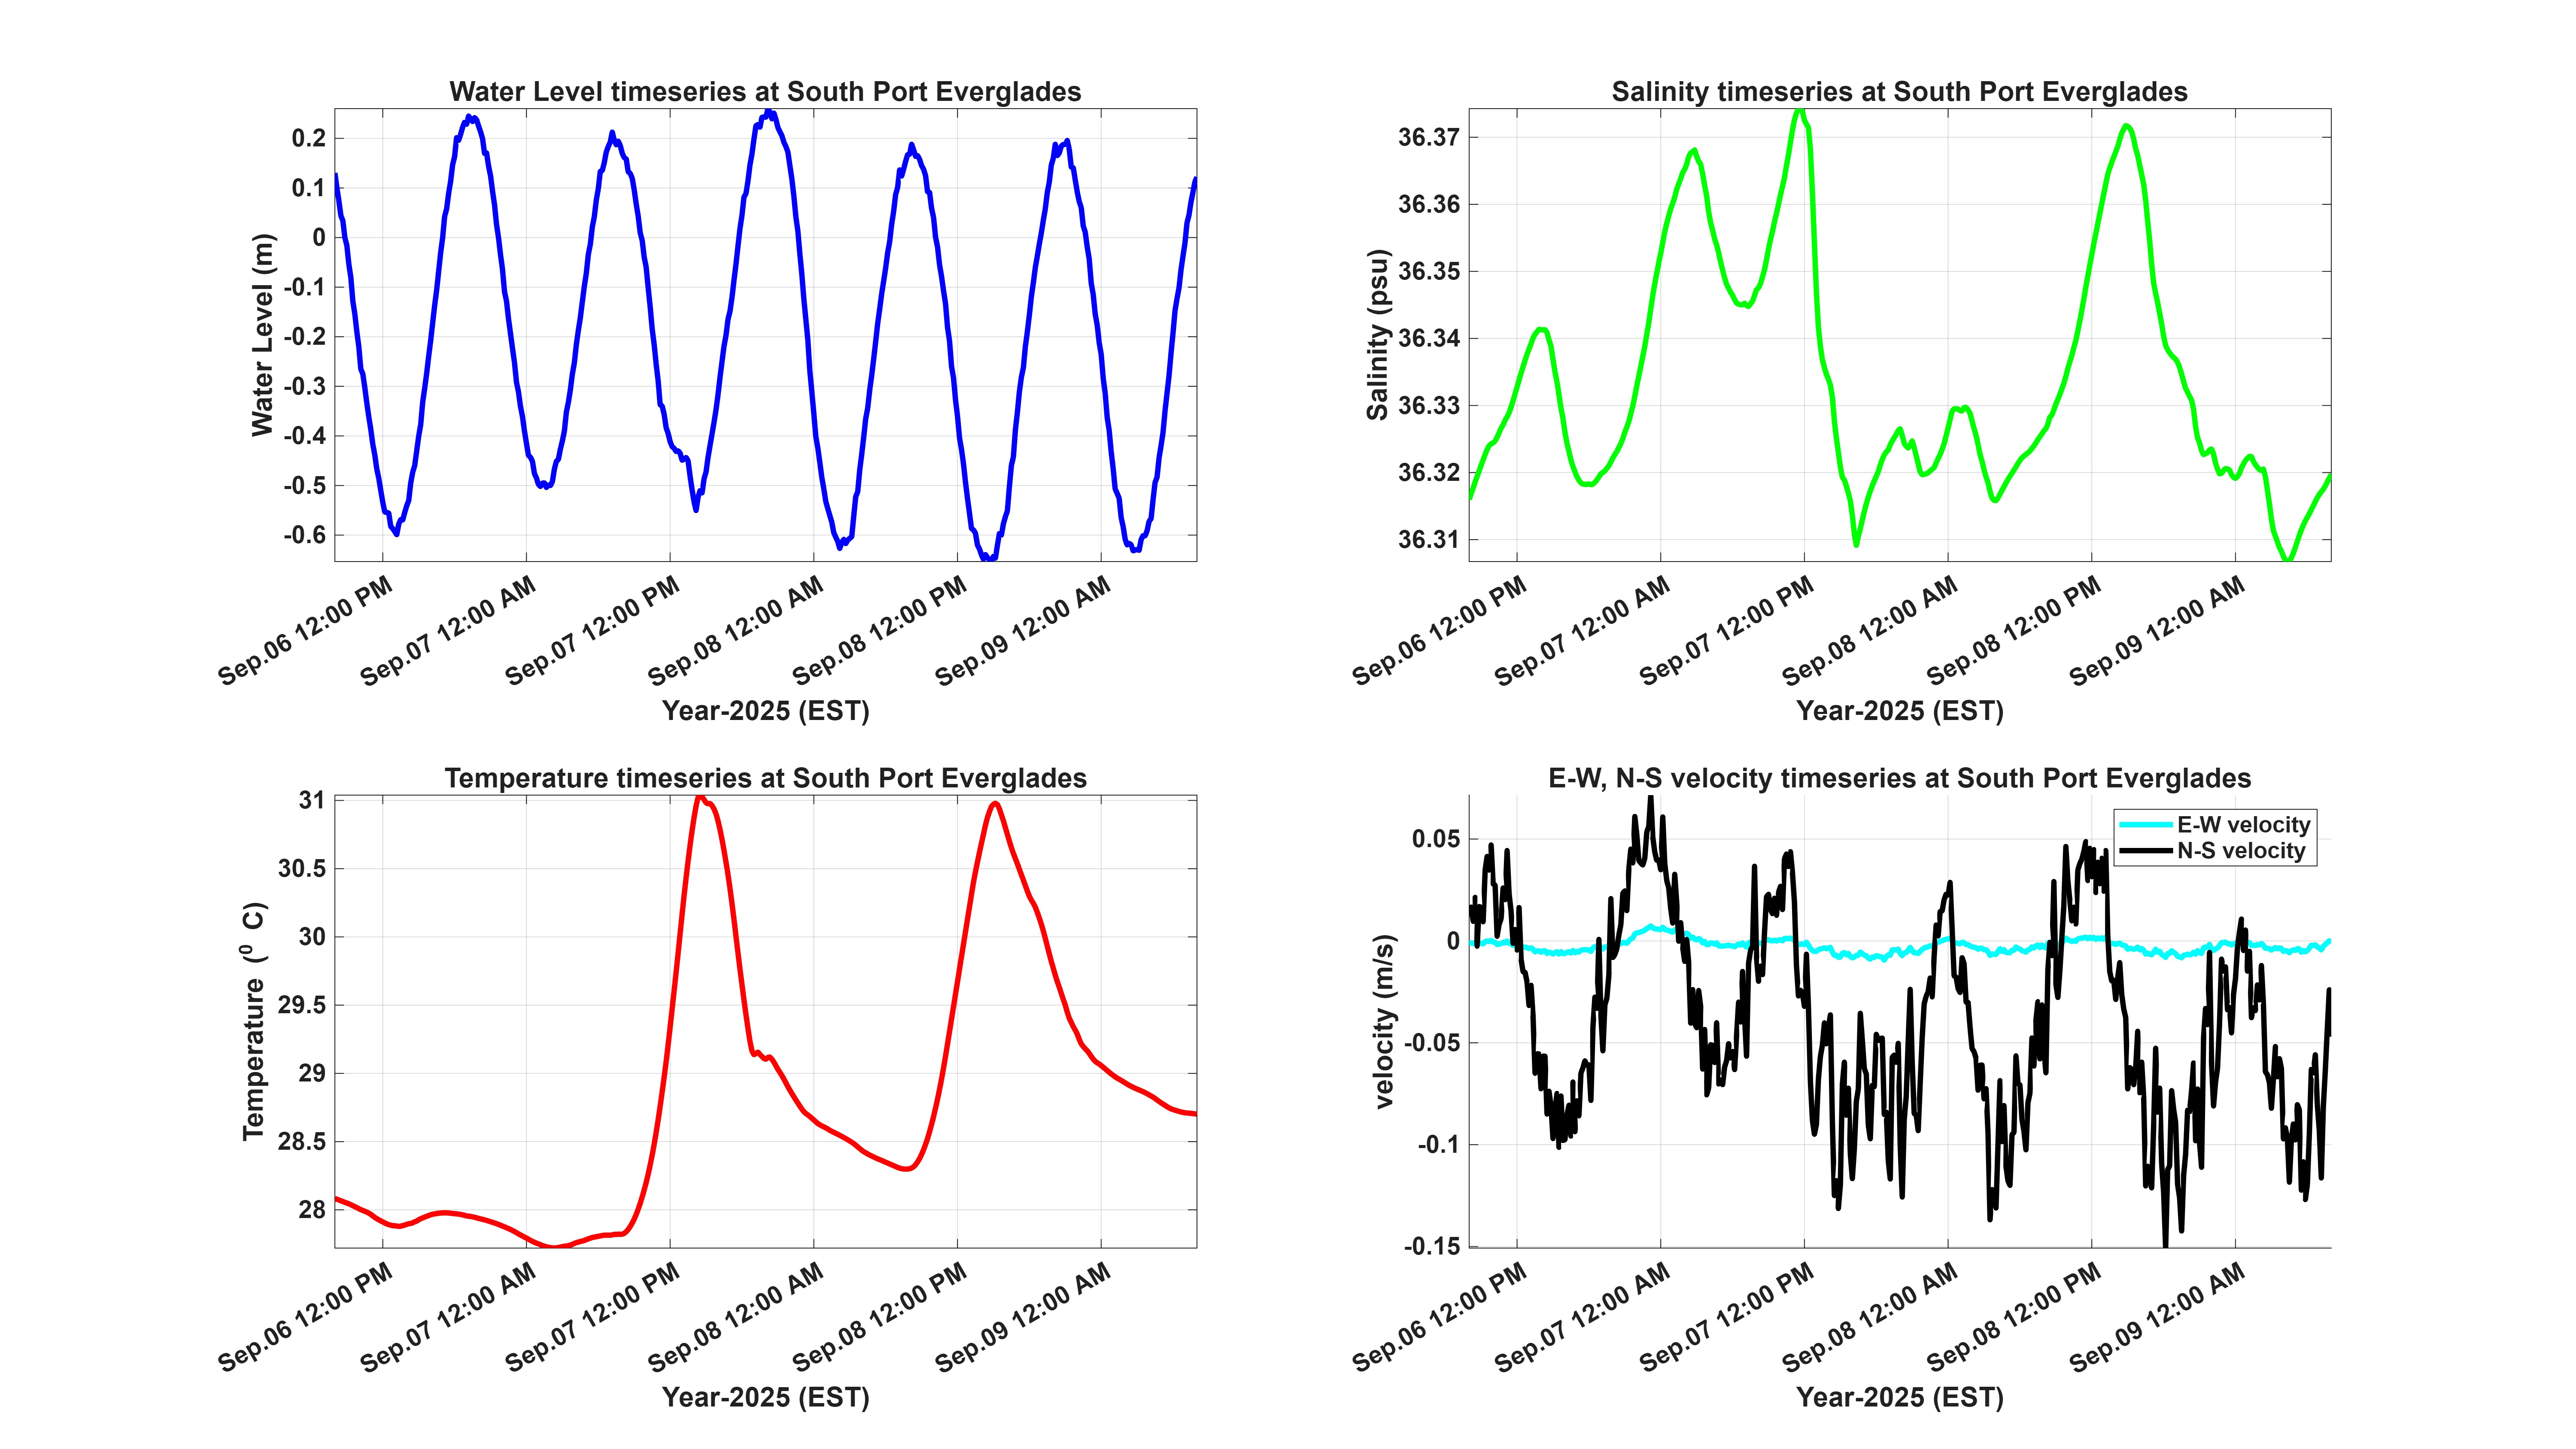 Water Level timeseries at South Port Everglades
0.2
0.1
0
-0.1
-0.2
-0.3
-0.4
-0.5
-0.6
Water Level (m)
Sep.06 12:00 PM
Sep.07 12:00 AM
Sep.07 12:00 PM
Sep.08 12:00 AM
Sep.08 12:00 PM
Sep.09 12:00 AM
Year-2025 (EST)
Salinity timeseries at South Port Everglades
36.37
36.36
36.35
36.34
36.33
36.32
36.31
Salinity (psu)
Sep.06 12:00 PM
Sep.07 12:00 AM
Sep.07 12:00 PM
Sep.08 12:00 AM
Sep.08 12:00 PM
Sep.09 12:00 AM
Year-2025 (EST)
Temperature timeseries at South Port Everglades
31
30.5
30
29.5
29
28.5
28
Temperature (⁰ C)
Sep.06 12:00 PM
Sep.07 12:00 AM
Sep.07 12:00 PM
Sep.08 12:00 AM
Sep.08 12:00 PM
Sep.09 12:00 AM
Year-2025 (EST)
E-W, N-S velocity timeseries at South Port Everglades
E-W velocity
N-S velocity
0.05
0
-0.05
-0.1
-0.15
velocity (m/s)
Sep.06 12:00 PM
Sep.07 12:00 AM
Sep.07 12:00 PM
Sep.08 12:00 AM
Sep.08 12:00 PM
Sep.09 12:00 AM
Year-2025 (EST)